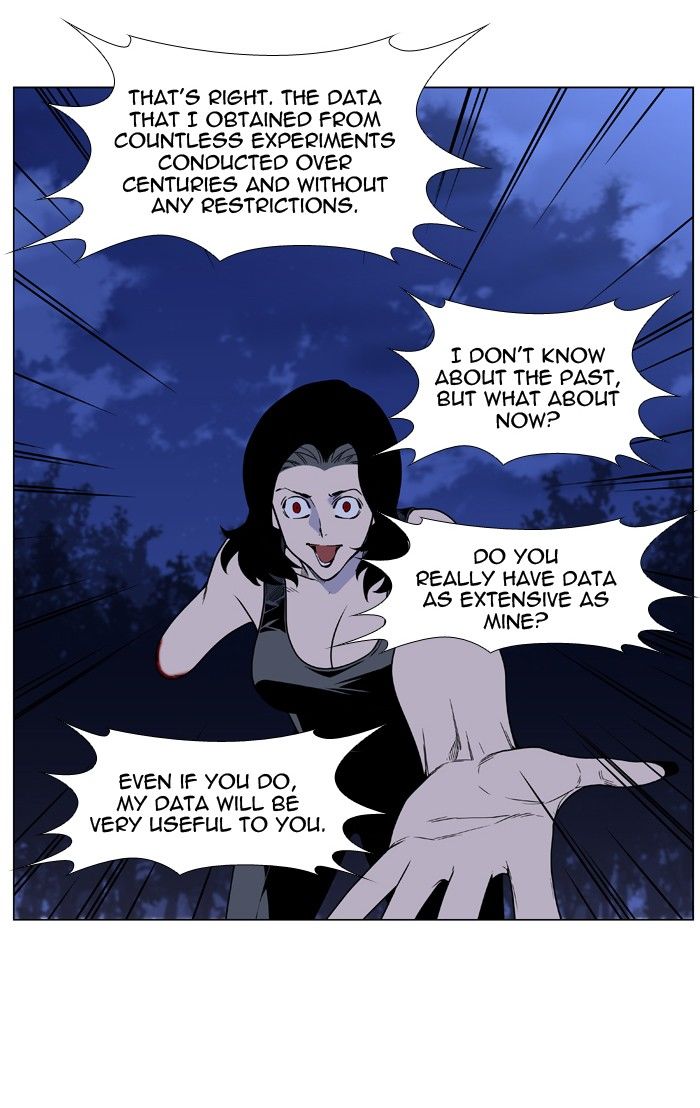 THAT'S RIGHT. THE DATA
THAT I OBTAINED FROM
COUNTLESS EXPERIMENTS
CONDUCTED OVER
CENTURIES AND WITHOUT
ANY RESTRICTIONS.
I DON'T KNOW
ABOUT THE PAST,
BUT WHAT ABOUT
NOW?
DO YOU
REALLY HAVE DATA
AS EXTENSIVE AS
MINE?
EVEN IF YOU DO,
MY DATA WILL BE
VERY USEFUL TO YOU.